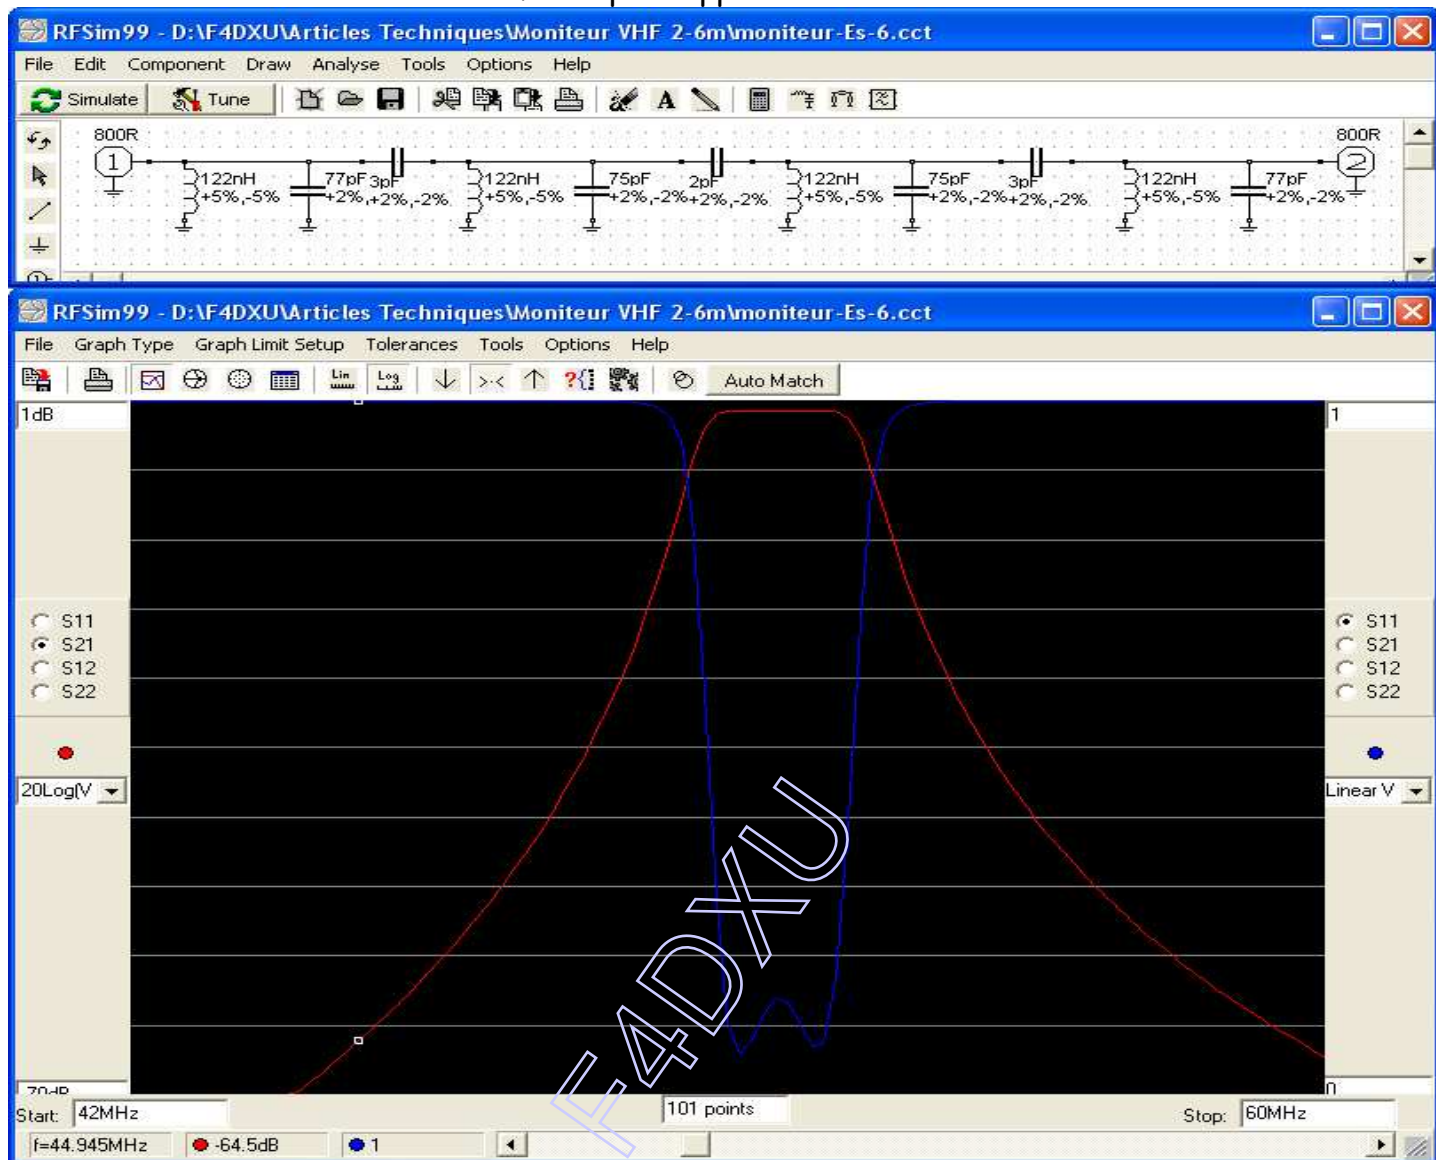 RFSim99 - D:\F4DXU\Articles Techniques\Moniteur VHF 2-6m\moniteur-Es-6.cct
File Edit Component Draw Analyse Tools Options Help
Simulate Tune A
800R 800R
1 2
122nH 77pF 3pF 122nH 75pF 2pF 122nH 75pF 3pF 122nH 77pF
+5%,-5% +2%,+2%,-2% +5%,-5% +2%,-2%+2%,-2% +5%,-5% +2%,-2%+2%,-2% +5%,-5% +2%,-2%
RFSim99 - D:\F4DXU\Articles Techniques\Moniteur VHF 2-6m\moniteur-Es-6.cct
File Graph Type Graph Limit Setup Tolerances Tools Options Help
Lin Log Auto Match
1dB 1
S11 S11
S21 S21
S12 S12
S22 S22
20Log(V Linear V
F4DXU
-70dB 0
Start: 42MHz 101 points Stop: 60MHz
f=44.945MHz -64.5dB 1